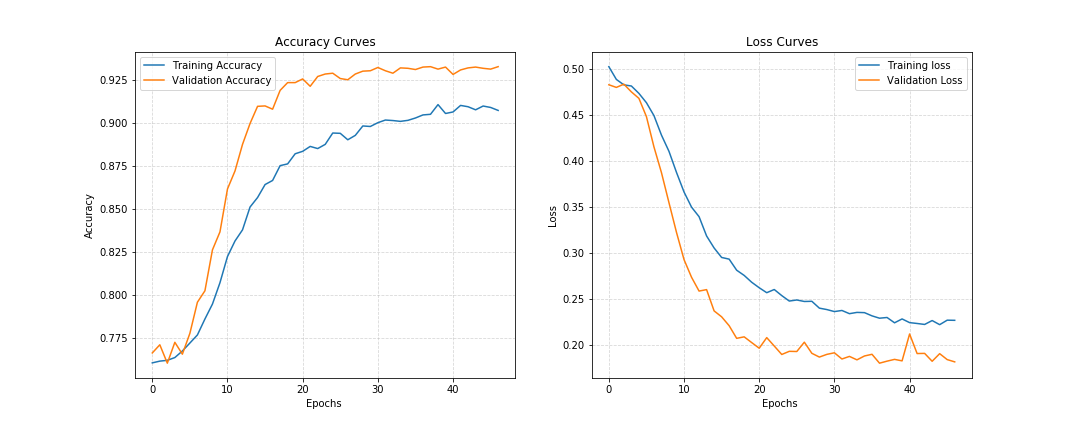 Accuracy Curves
Training Accuracy
Validation Accuracy
0.925
0.900
0.875
0.850
0.825
0.800
0.775
Accuracy
0 10 20 30 40
Epochs
Loss Curves
Training loss
Validation Loss
0.50
0.45
0.40
0.35
0.30
0.25
0.20
Loss
0 10 20 30 40
Epochs